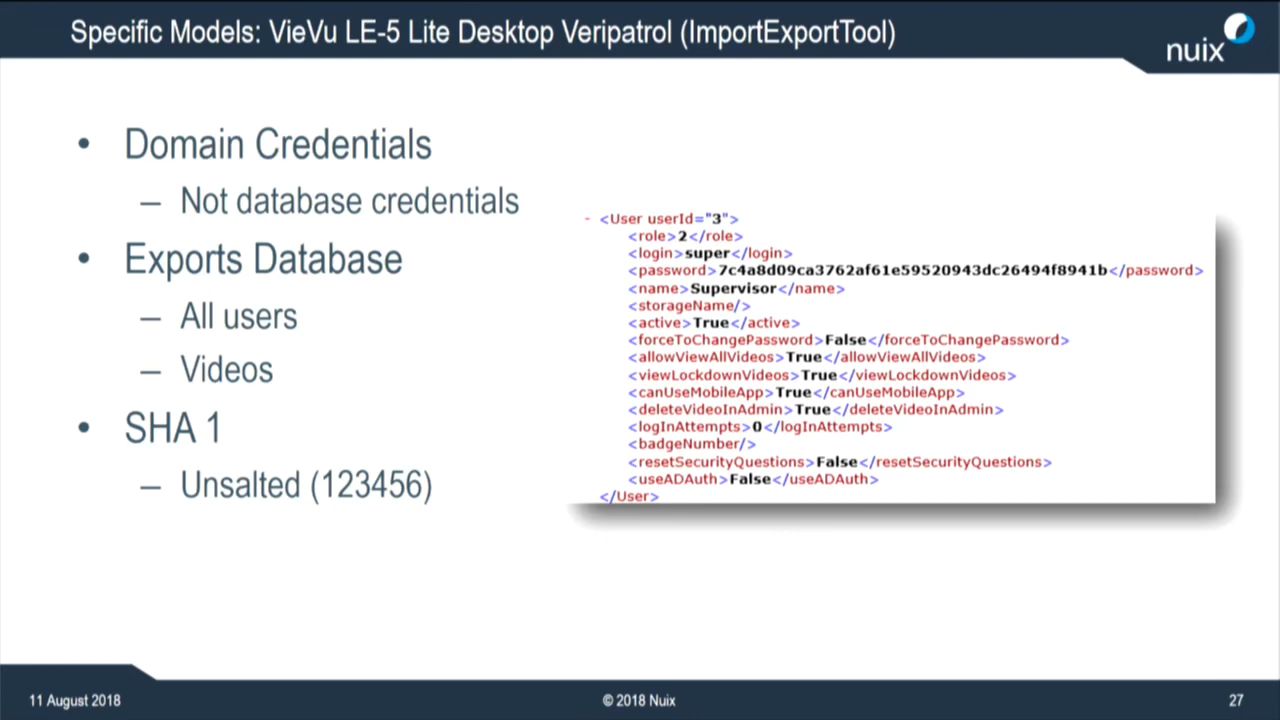 Specific Models: VieVu LE-5 Lite Desktop Veripatrol (ImportExportTool)
nuix
• Domain Credentials
– Not database credentials
• Exports Database
– All users
– Videos
• SHA 1
– Unsalted (123456)
- <User userId="3">
<role>2</role>
<login>super</login>
<password>7c4a8d09ca3762af61e59520943dc26494f8941b</password>
<name>Supervisor</name>
<storageName/>
<active>True</active>
<forceToChangePassword>False</forceToChangePassword>
<allowViewAllVideos>True</allowViewAllVideos>
<viewLockdownVideos>True</viewLockdownVideos>
<canUseMobileApp>True</canUseMobileApp>
<deleteVideoInAdmin>True</deleteVideoInAdmin>
<logInAttempts>0</logInAttempts>
<badgeNumber/>
<resetSecurityQuestions>False</resetSecurityQuestions>
<useADAuth>False</useADAuth>
</User>
11 August 2018
© 2018 Nuix
27